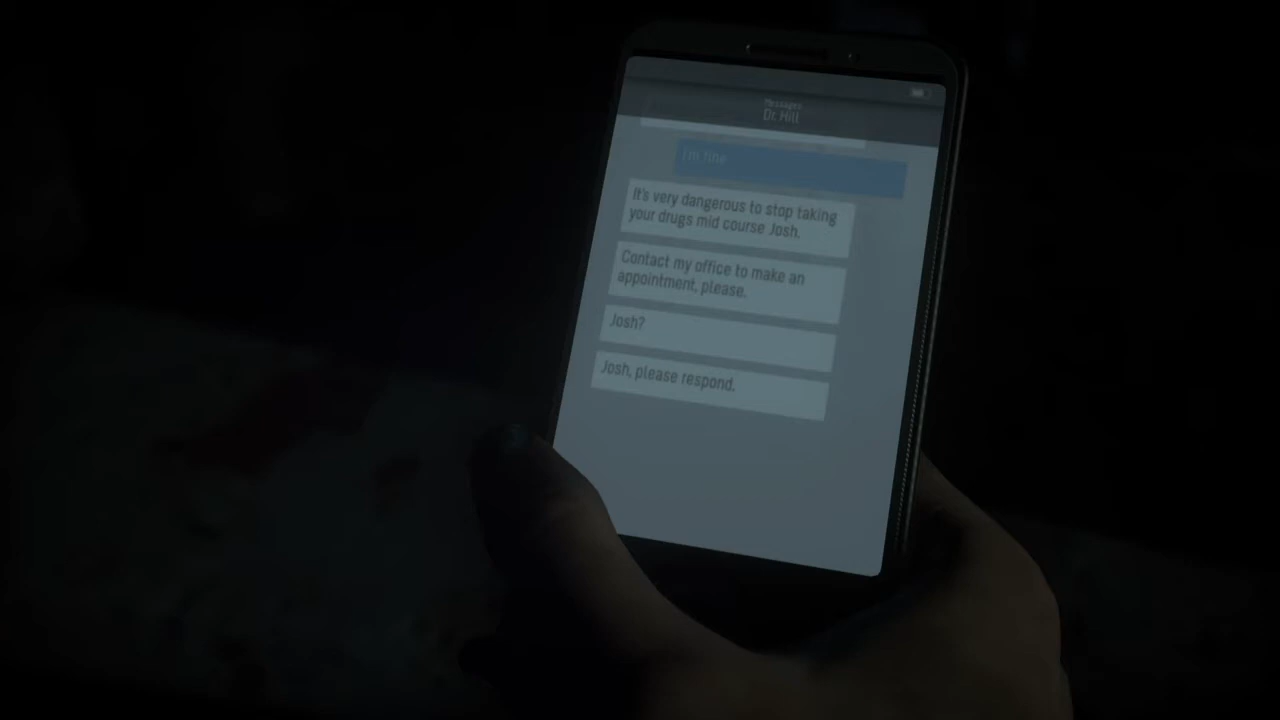 Messages
Dr. Hill
I'm fine
It's very dangerous to stop taking
your drugs mid course Josh.
Contact my office to make an
appointment, please.
Josh?
Josh, please respond.